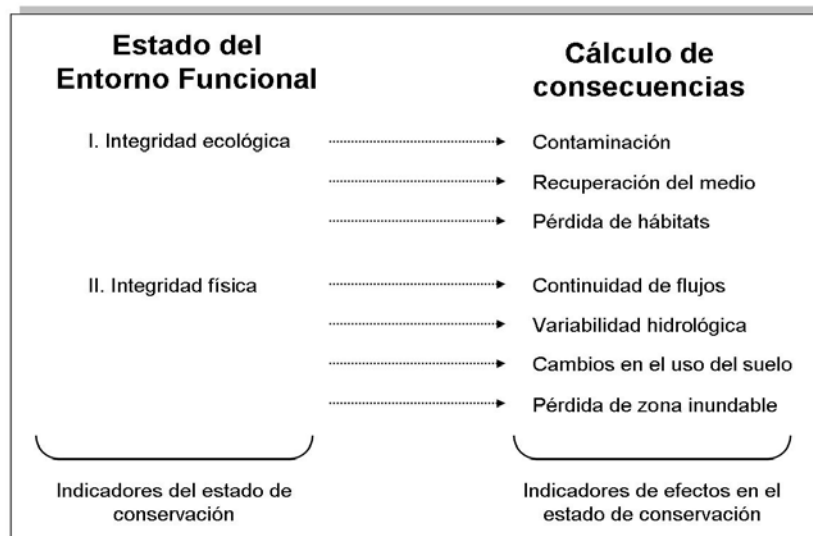 Estado del
Entorno Funcional
Cálculo de
consecuencias
I. Integridad ecológica
Contaminación
Recuperación del medio
Pérdida de hábitats
II. Integridad física
Continuidad de flujos
Variabilidad hidrológica
Cambios en el uso del suelo
Pérdida de zona inundable
Indicadores del estado de
conservación
Indicadores de efectos en el
estado de conservación